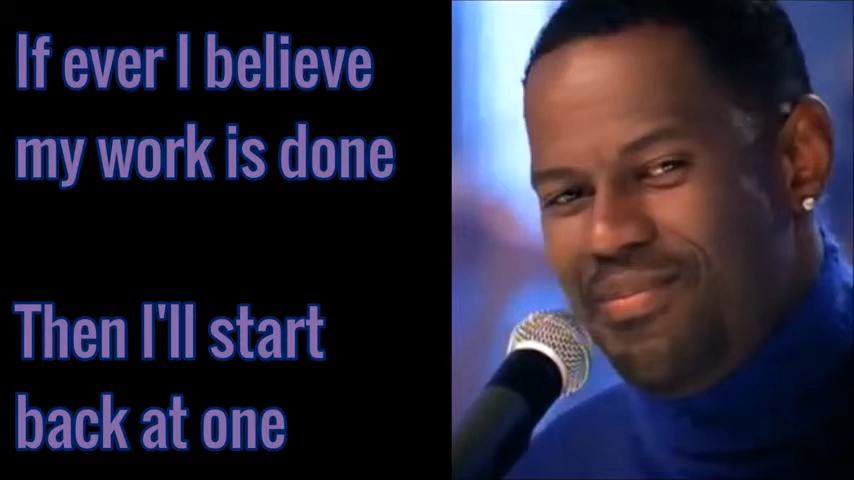 If ever I believe
my work is done
Then I'll start
back at one